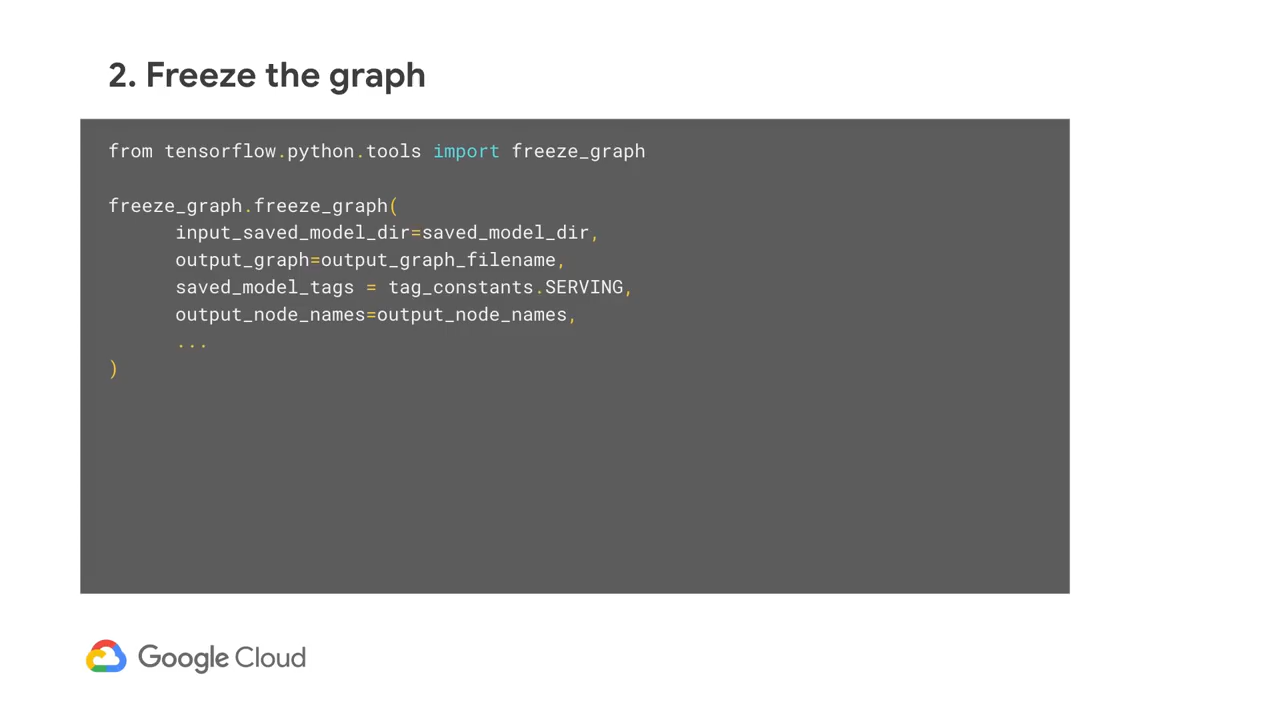 2. Freeze the graph
from tensorflow.python.tools import freeze_graph
freeze_graph.freeze_graph(
input_saved_model_dir=saved_model_dir,
output_graph=output_graph_filename,
saved_model_tags = tag_constants.SERVING,
output_node_names=output_node_names,
...
)
Google Cloud